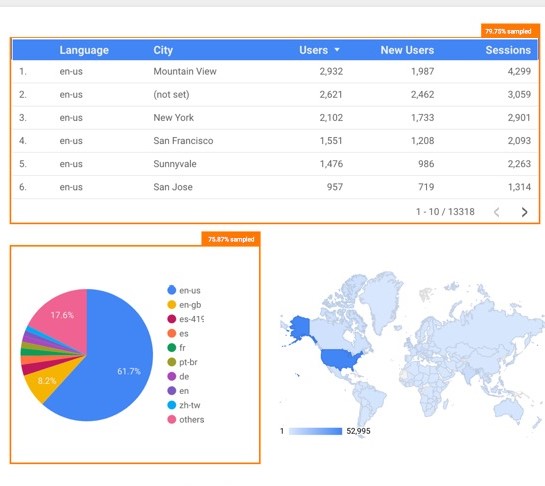 79.75% sampled
Language City Users New Users Sessions
1. en-us Mountain View 2,932 1,987 4,299
2. en-us (not set) 2,621 2,462 3,059
3. en-us New York 2,102 1,733 2,901
4. en-us San Francisco 1,551 1,208 2,093
5. en-us Sunnyvale 1,476 986 2,263
6. en-us San Jose 957 719 1,314
1 - 10 / 13318
75.87% sampled
17.6%
8.2%
61.7%
en-us
en-gb
es-419
es
fr
pt-br
de
en
zh-tw
others
1 52,995